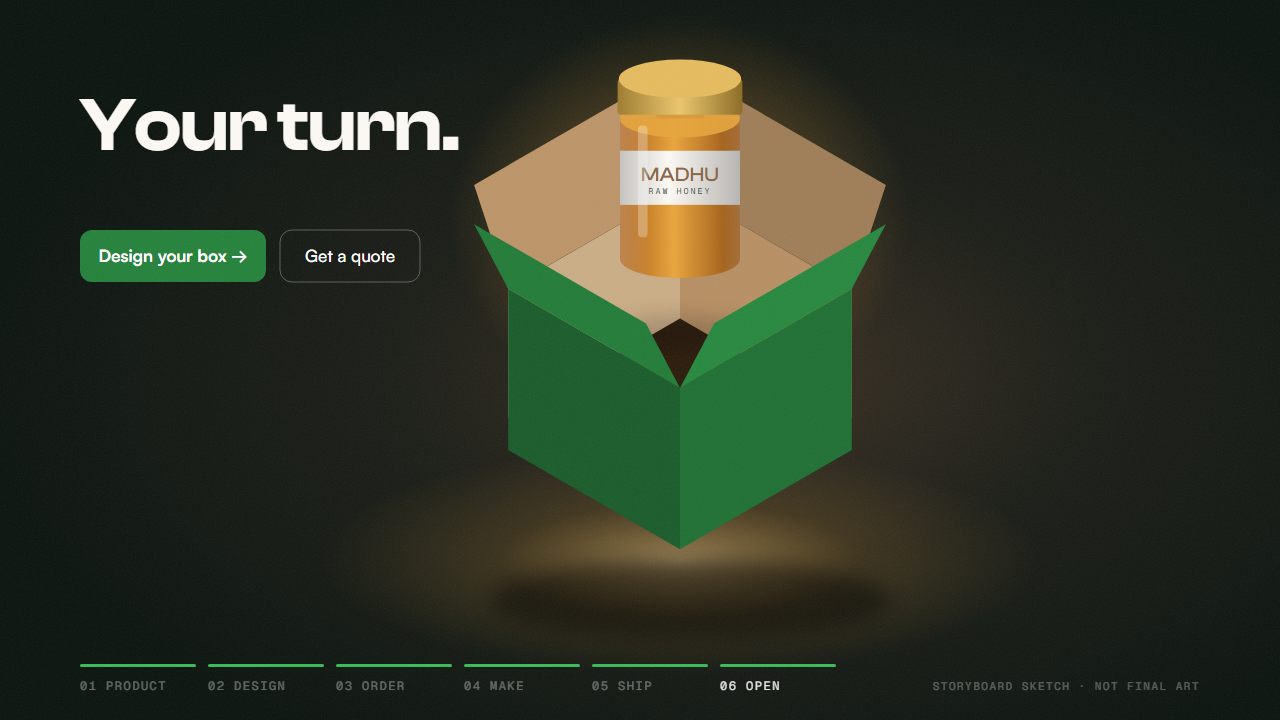 Your turn.
Design your box →
Get a quote
MADHU
RAW HONEY
01 PRODUCT
02 DESIGN
03 ORDER
04 MAKE
05 SHIP
06 OPEN
STORYBOARD SKETCH · NOT FINAL ART